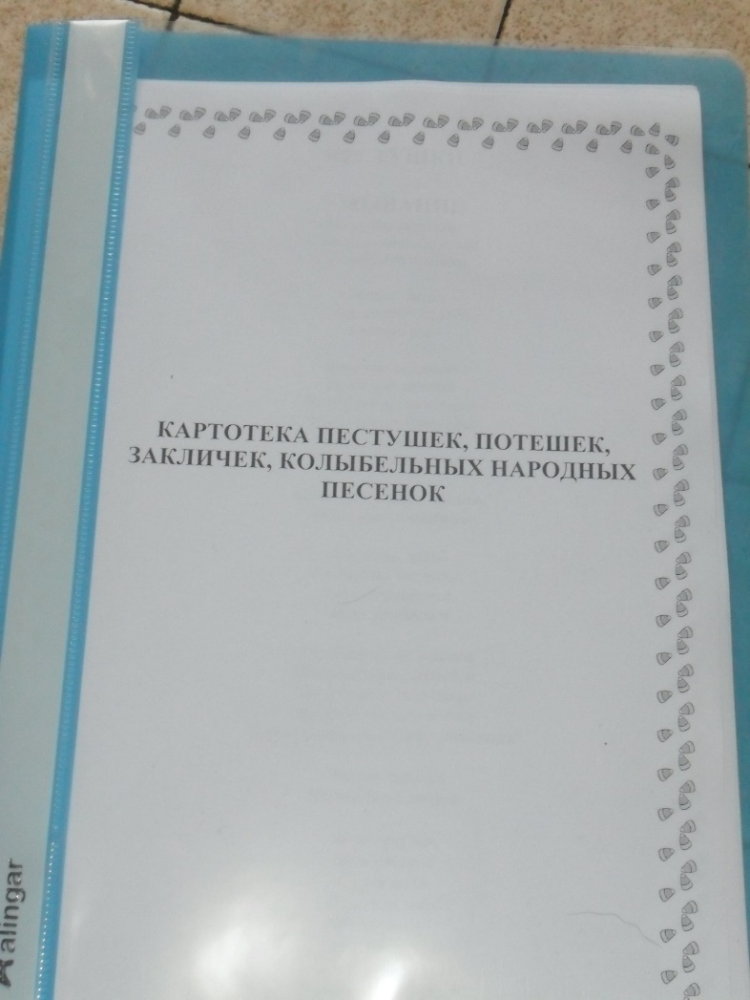 КАРТОТЕКА ПЕСТУШЕК, ПОТЕШЕК,
ЗАКЛИЧЕК, КОЛЫБЕЛЬНЫХ НАРОДНЫХ
ПЕСЕНОК
alingar